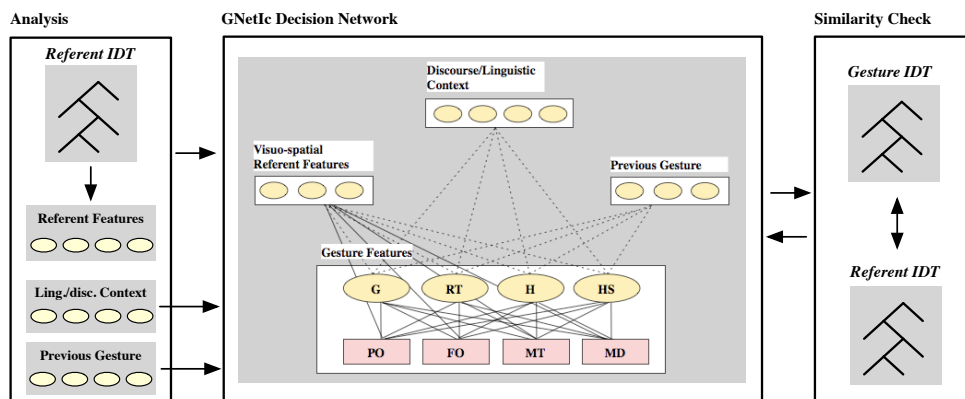 Analysis
Referent IDT
Referent Features
Ling./disc. Context
Previous Gesture
GNetIc Decision Network
Discourse/Linguistic
Context
Visuo-spatial
Referent Features
Previous Gesture
Gesture Features
G RT H HS
PO FO MT MD
Similarity Check
Gesture IDT
Referent IDT